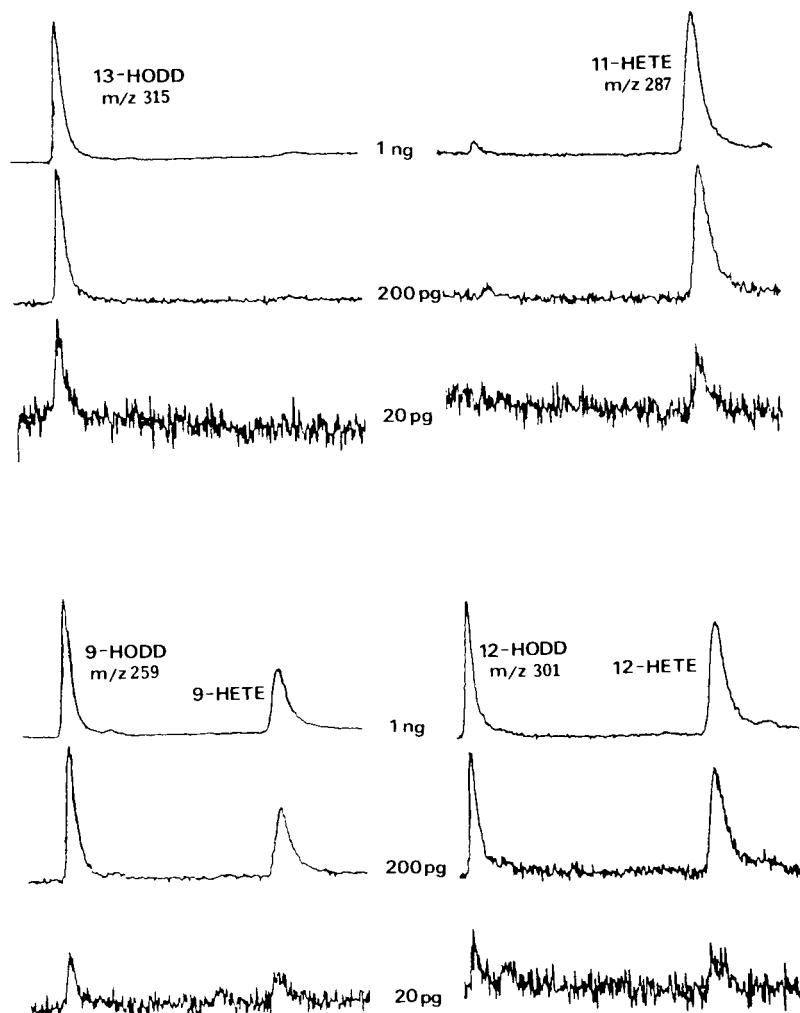 13-HODD
m/z 315
11-HETE
m/z 287
1 ng
200 pg
20 pg
9-HODD
m/z 259
9-HETE
12-HODD
m/z 301
12-HETE
1 ng
200 pg
20 pg